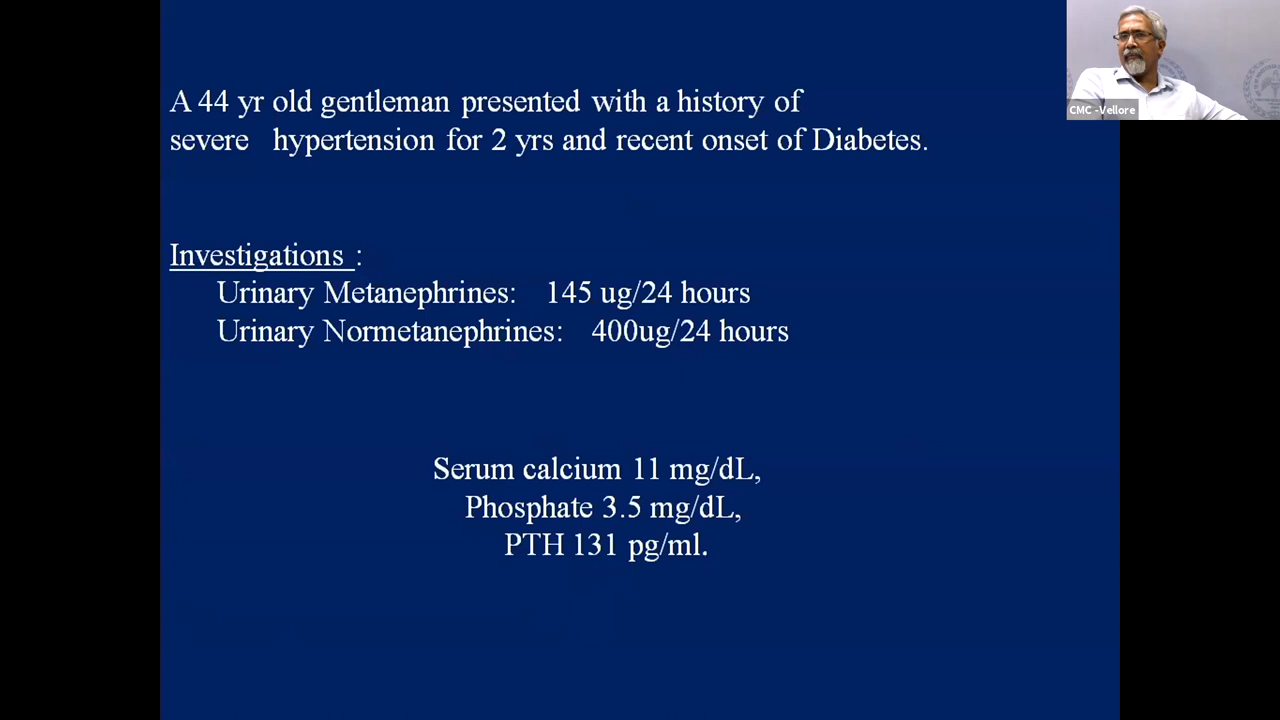 A 44 yr old gentleman presented with a history of
severe hypertension for 2 yrs and recent onset of Diabetes.
Investigations :
Urinary Metanephrines: 145 ug/24 hours
Urinary Normetanephrines: 400ug/24 hours
Serum calcium 11 mg/dL,
Phosphate 3.5 mg/dL,
PTH 131 pg/ml.
CMC -Vellore